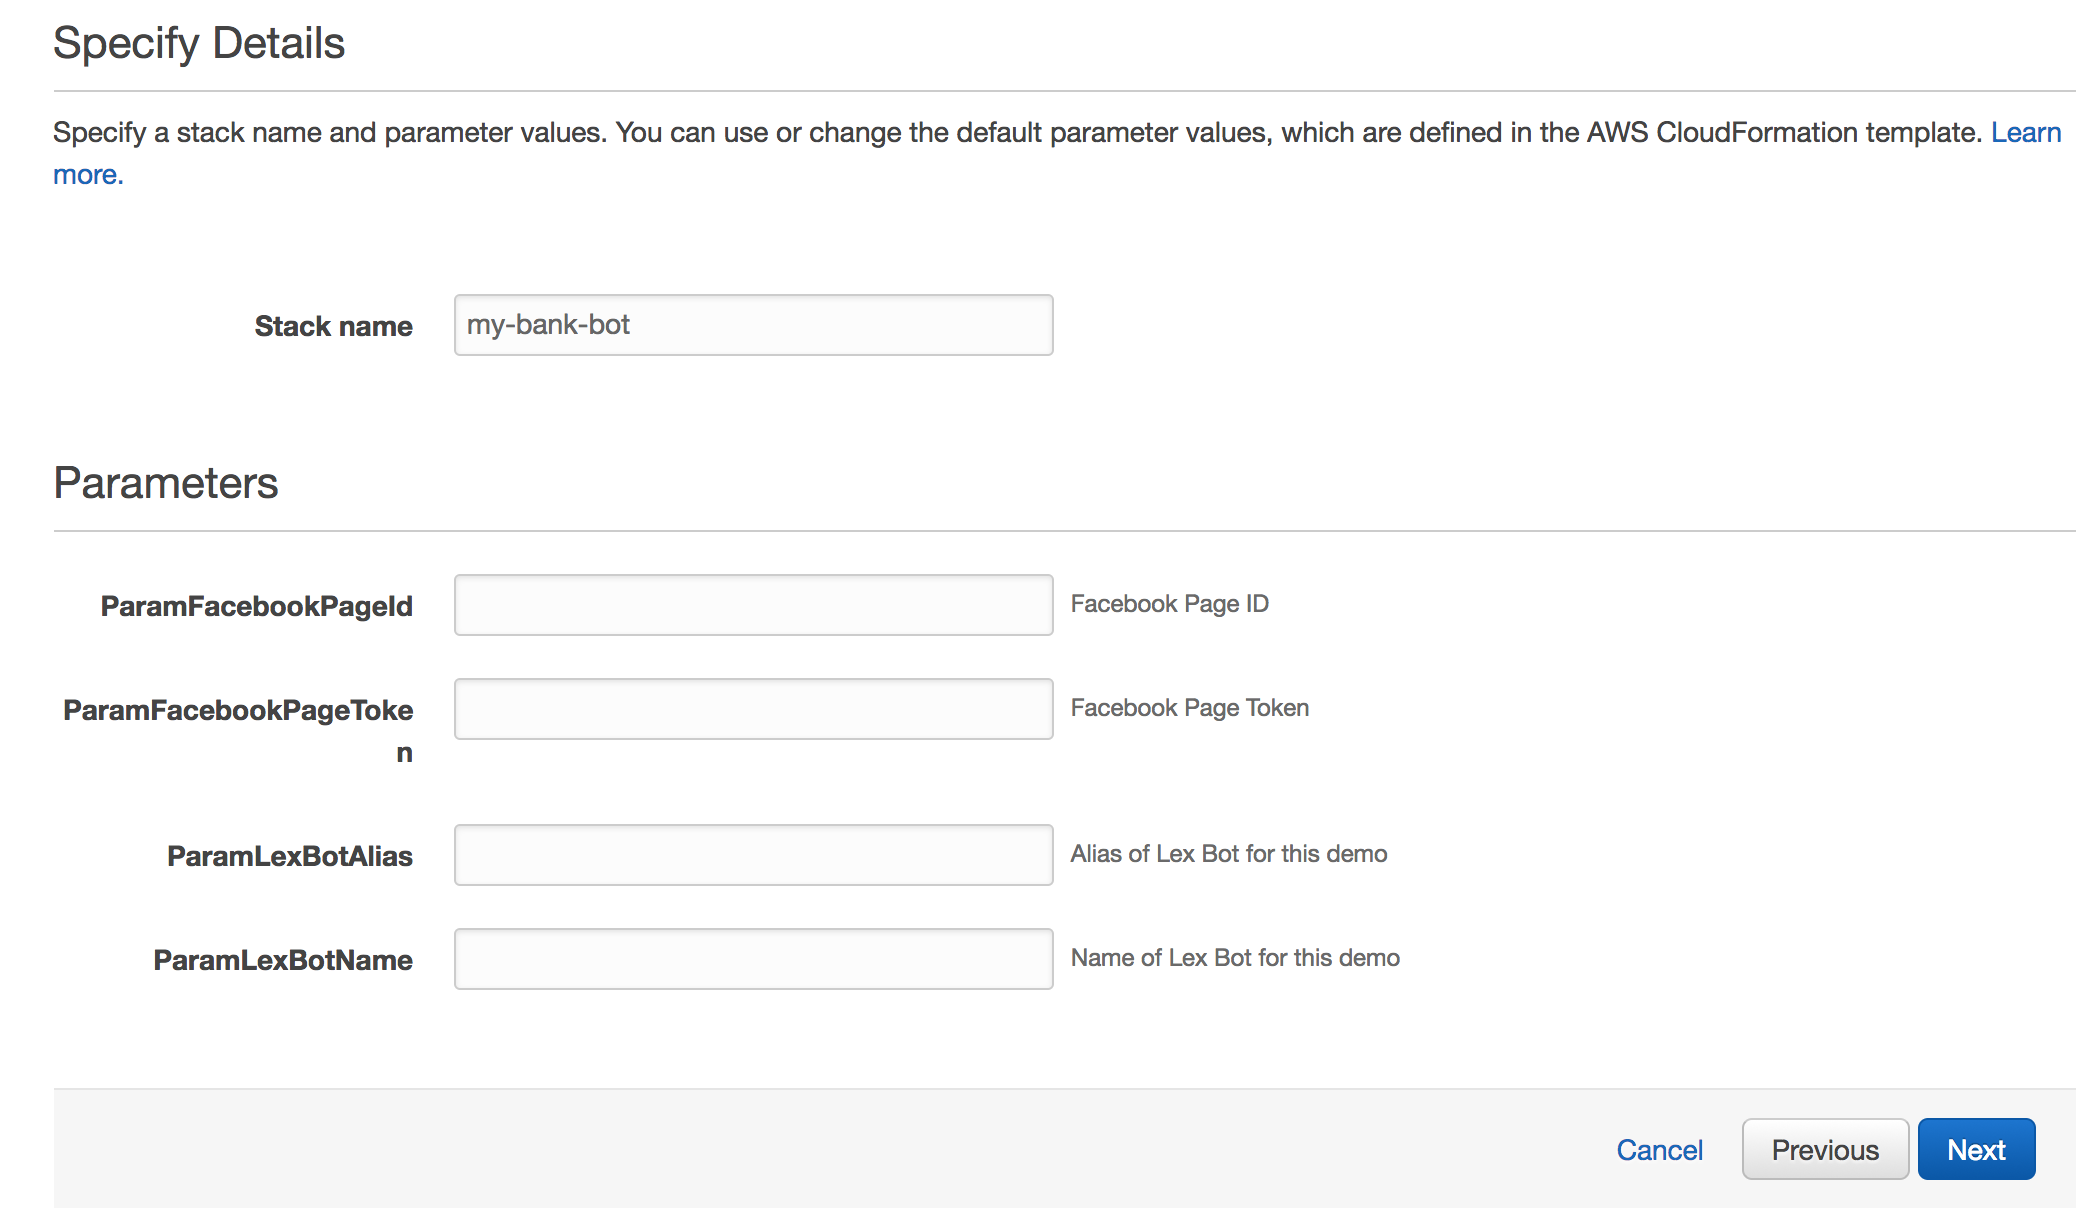 Specify Details
Specify a stack name and parameter values. You can use or change the default parameter values, which are defined in the AWS CloudFormation template. Learn
more.
Stack name
my-bank-bot
Parameters
ParamFacebookPageId
Facebook Page ID
ParamFacebookPageToke
n
Facebook Page Token
ParamLexBotAlias
Alias of Lex Bot for this demo
ParamLexBotName
Name of Lex Bot for this demo
Cancel
Previous
Next